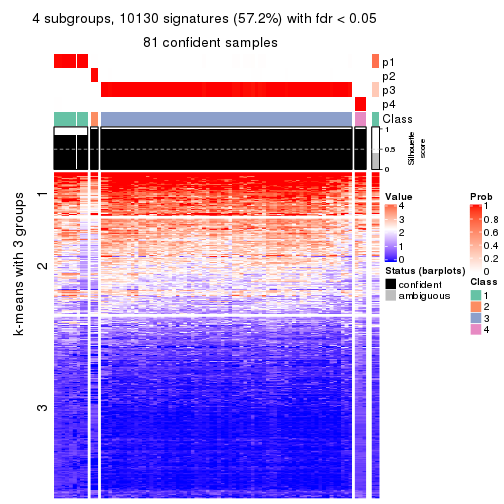 4 subgroups, 10130 signatures (57.2%) with fdr < 0.05
81 confident samples
p1
p2
p3
p4
Class
1
0.5
0
Silhouette
score
k-means with 3 groups
1
2
3
Value
4
3
2
1
0
Status (barplots)
confident
ambiguous
Prob
1
0.8
0.6
0.4
0.2
0
Class
1
2
3
4